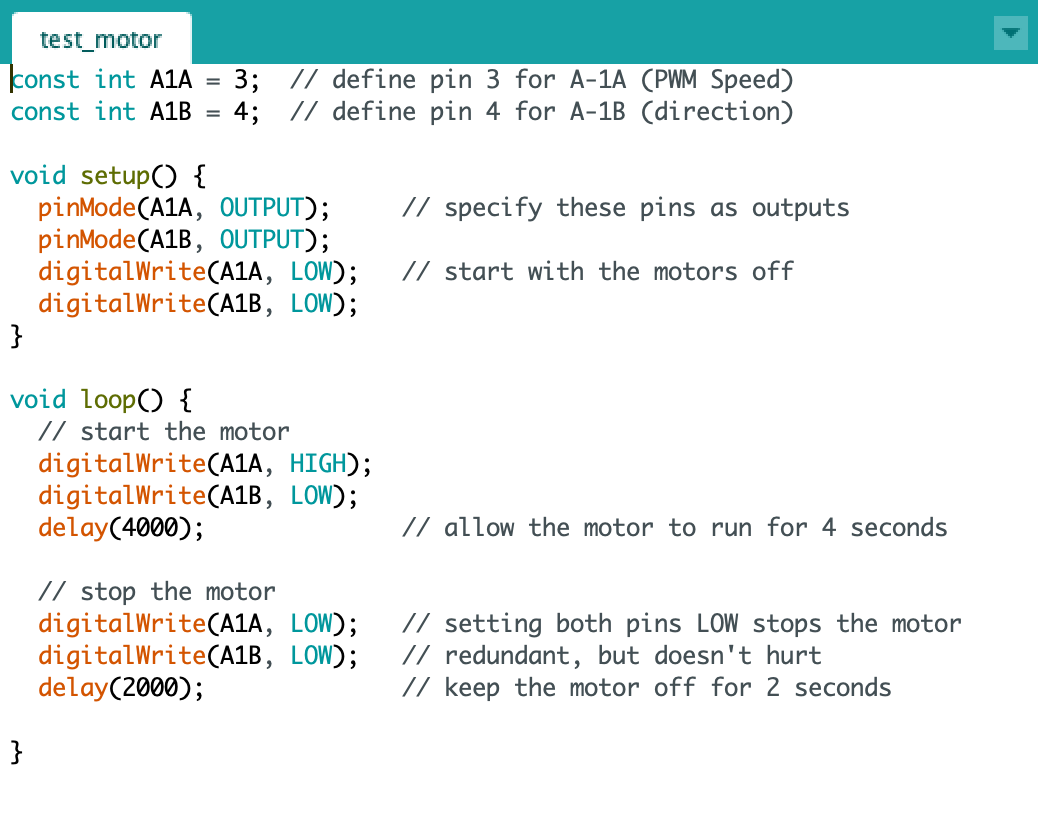 test_motor
const int A1A = 3;  // define pin 3 for A-1A (PWM Speed)
const int A1B = 4;  // define pin 4 for A-1B (direction)

void setup() {
  pinMode(A1A, OUTPUT);     // specify these pins as outputs
  pinMode(A1B, OUTPUT);
  digitalWrite(A1A, LOW);   // start with the motors off
  digitalWrite(A1B, LOW);
}

void loop() {
  // start the motor
  digitalWrite(A1A, HIGH);
  digitalWrite(A1B, LOW);
  delay(4000);              // allow the motor to run for 4 seconds

  // stop the motor
  digitalWrite(A1A, LOW);   // setting both pins LOW stops the motor
  digitalWrite(A1B, LOW);   // redundant, but doesn't hurt
  delay(2000);              // keep the motor off for 2 seconds

}